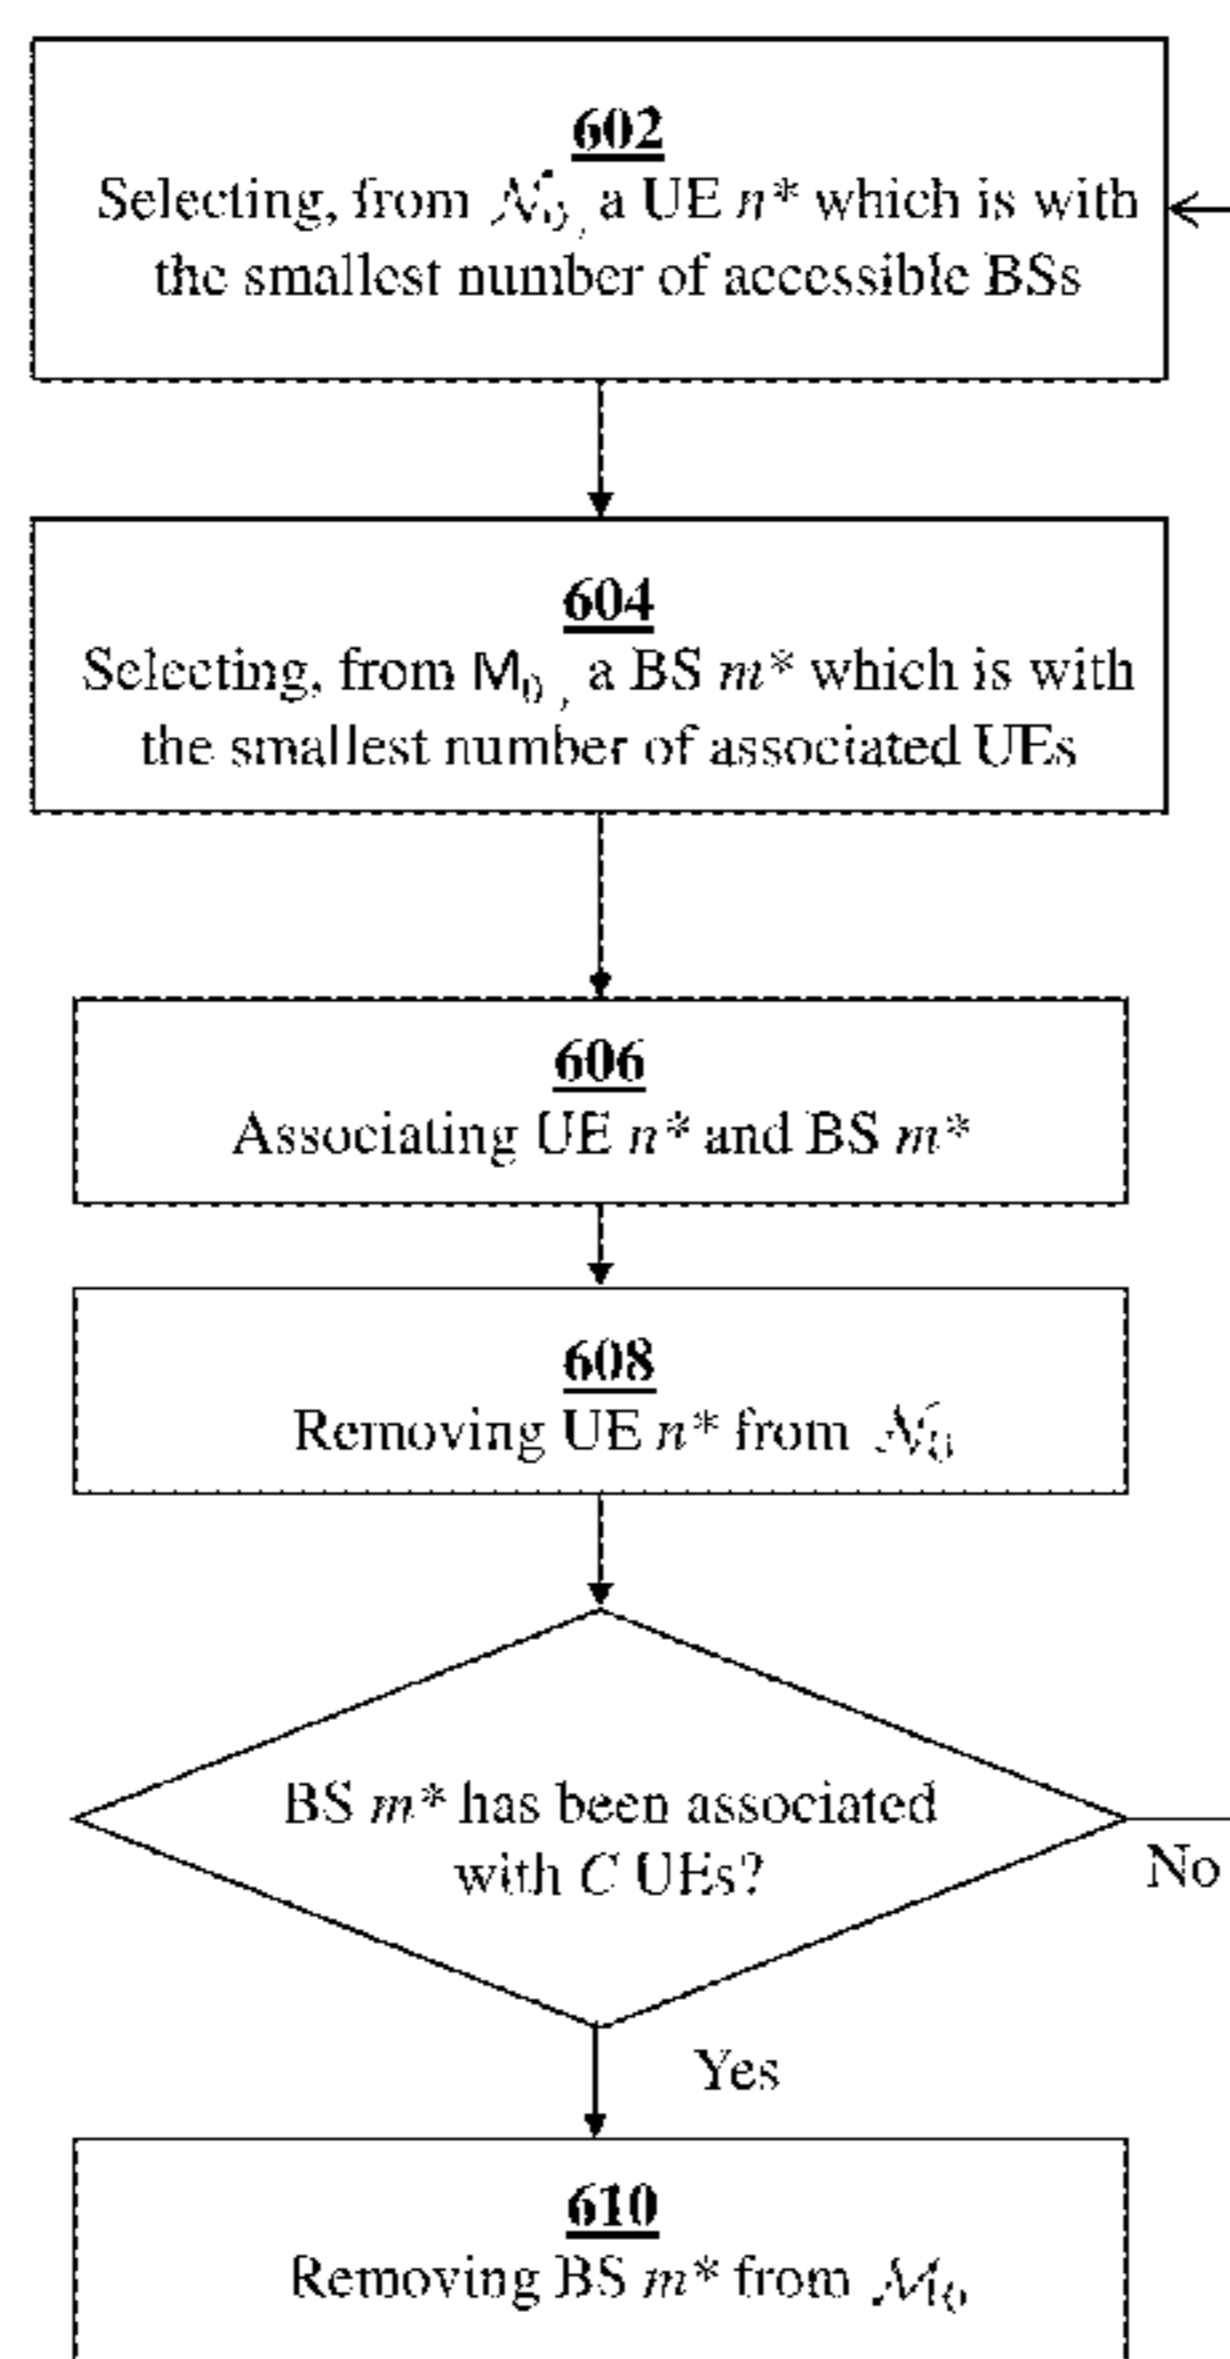 602
Selecting, from 𝒩₀, a UE n* which is with
the smallest number of accessible BSs
604
Selecting, from M₀, a BS m* which is with
the smallest number of associated UEs
606
Associating UE n* and BS m*
608
Removing UE n* from 𝒩₀
BS m* has been associated
with C UEs?
No
Yes
610
Removing BS m* from ℳ₀